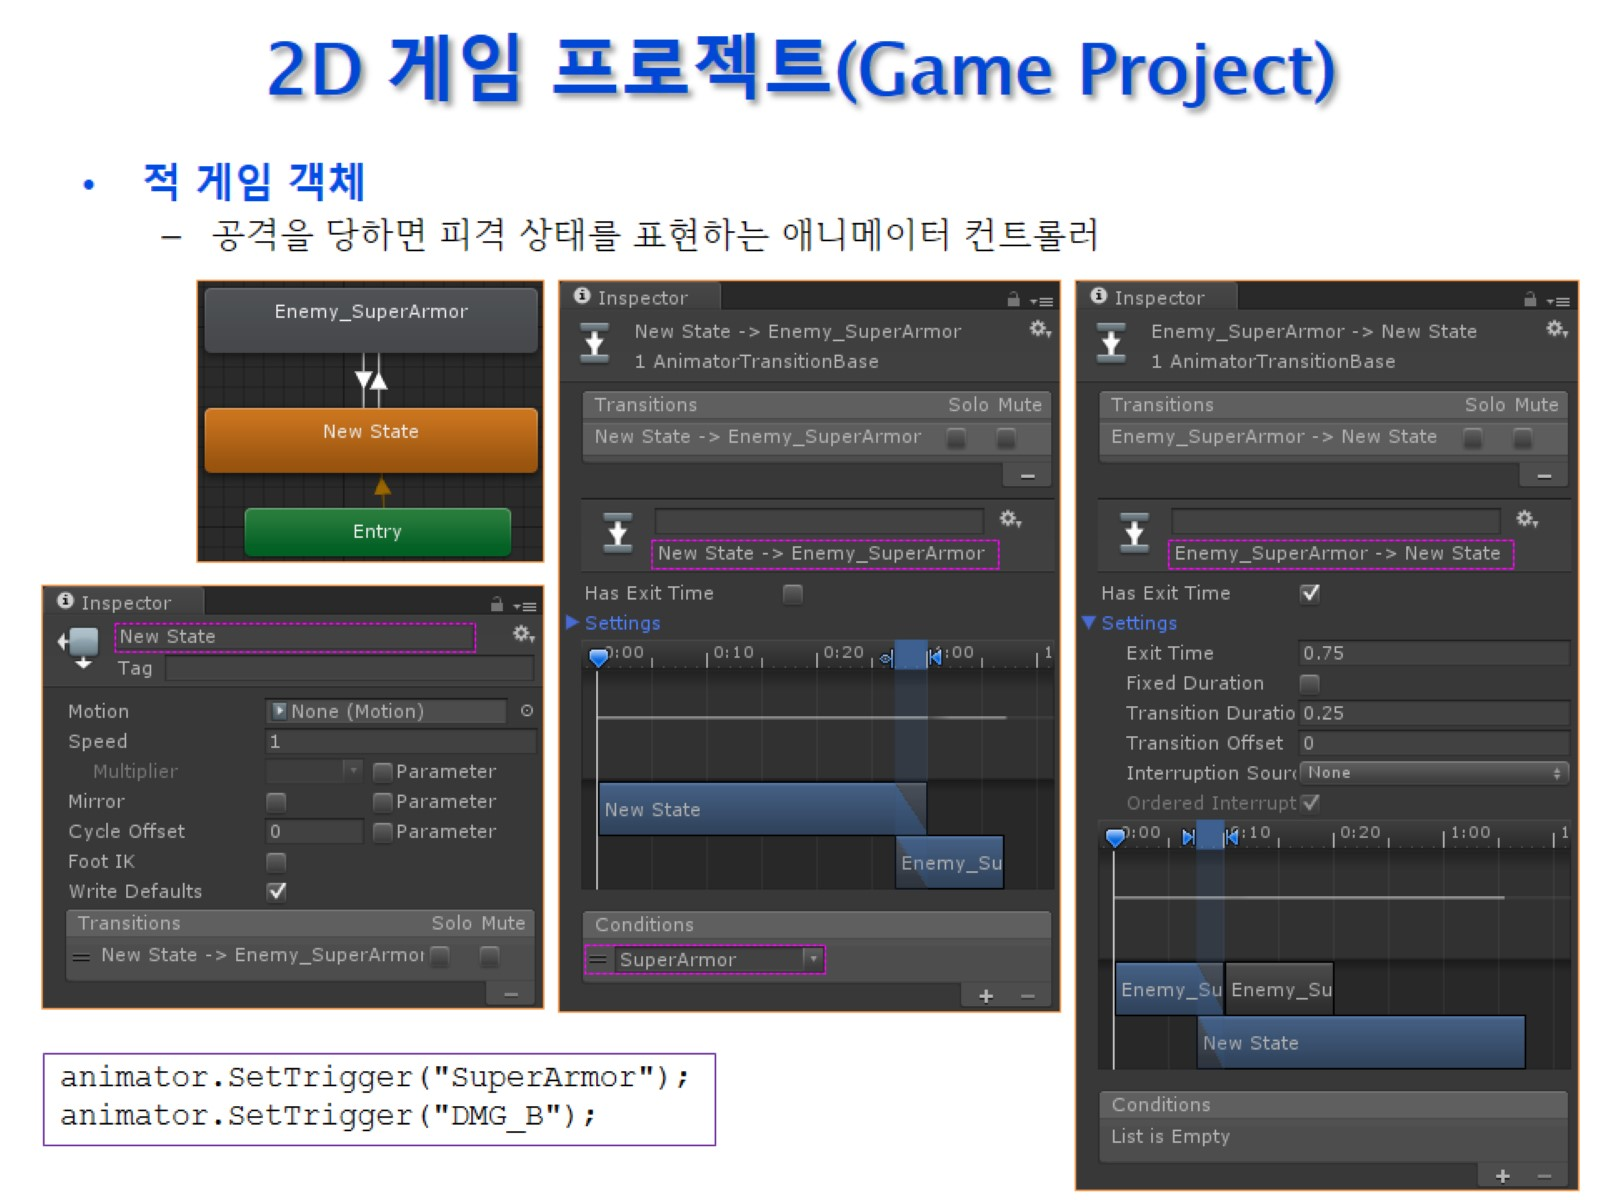 2D 게임 프로젝트(Game Project)
• 적 게임 객체
– 공격을 당하면 피격 상태를 표현하는 애니메이터 컨트롤러
Enemy_SuperArmor
New State
Entry
Inspector
New State
Tag
Motion None (Motion)
Speed 1
Multiplier Parameter
Mirror Parameter
Cycle Offset 0 Parameter
Foot IK
Write Defaults
Transitions Solo Mute
New State -> Enemy_SuperArmor
Inspector
New State -> Enemy_SuperArmor
1 AnimatorTransitionBase
Transitions Solo Mute
New State -> Enemy_SuperArmor
New State -> Enemy_SuperArmor
Has Exit Time
Settings
0:00 0:10 0:20 1:00 1
New State
Enemy_Su
Conditions
SuperArmor
Inspector
Enemy_SuperArmor -> New State
1 AnimatorTransitionBase
Transitions Solo Mute
Enemy_SuperArmor -> New State
Enemy_SuperArmor -> New State
Has Exit Time
Settings
Exit Time 0.75
Fixed Duration
Transition Duratio 0.25
Transition Offset 0
Interruption Sour None
Ordered Interrupt
0:00 0:10 0:20 1:00 1
Enemy_Su Enemy_Su
New State
Conditions
List is Empty
animator.SetTrigger("SuperArmor");
animator.SetTrigger("DMG_B");